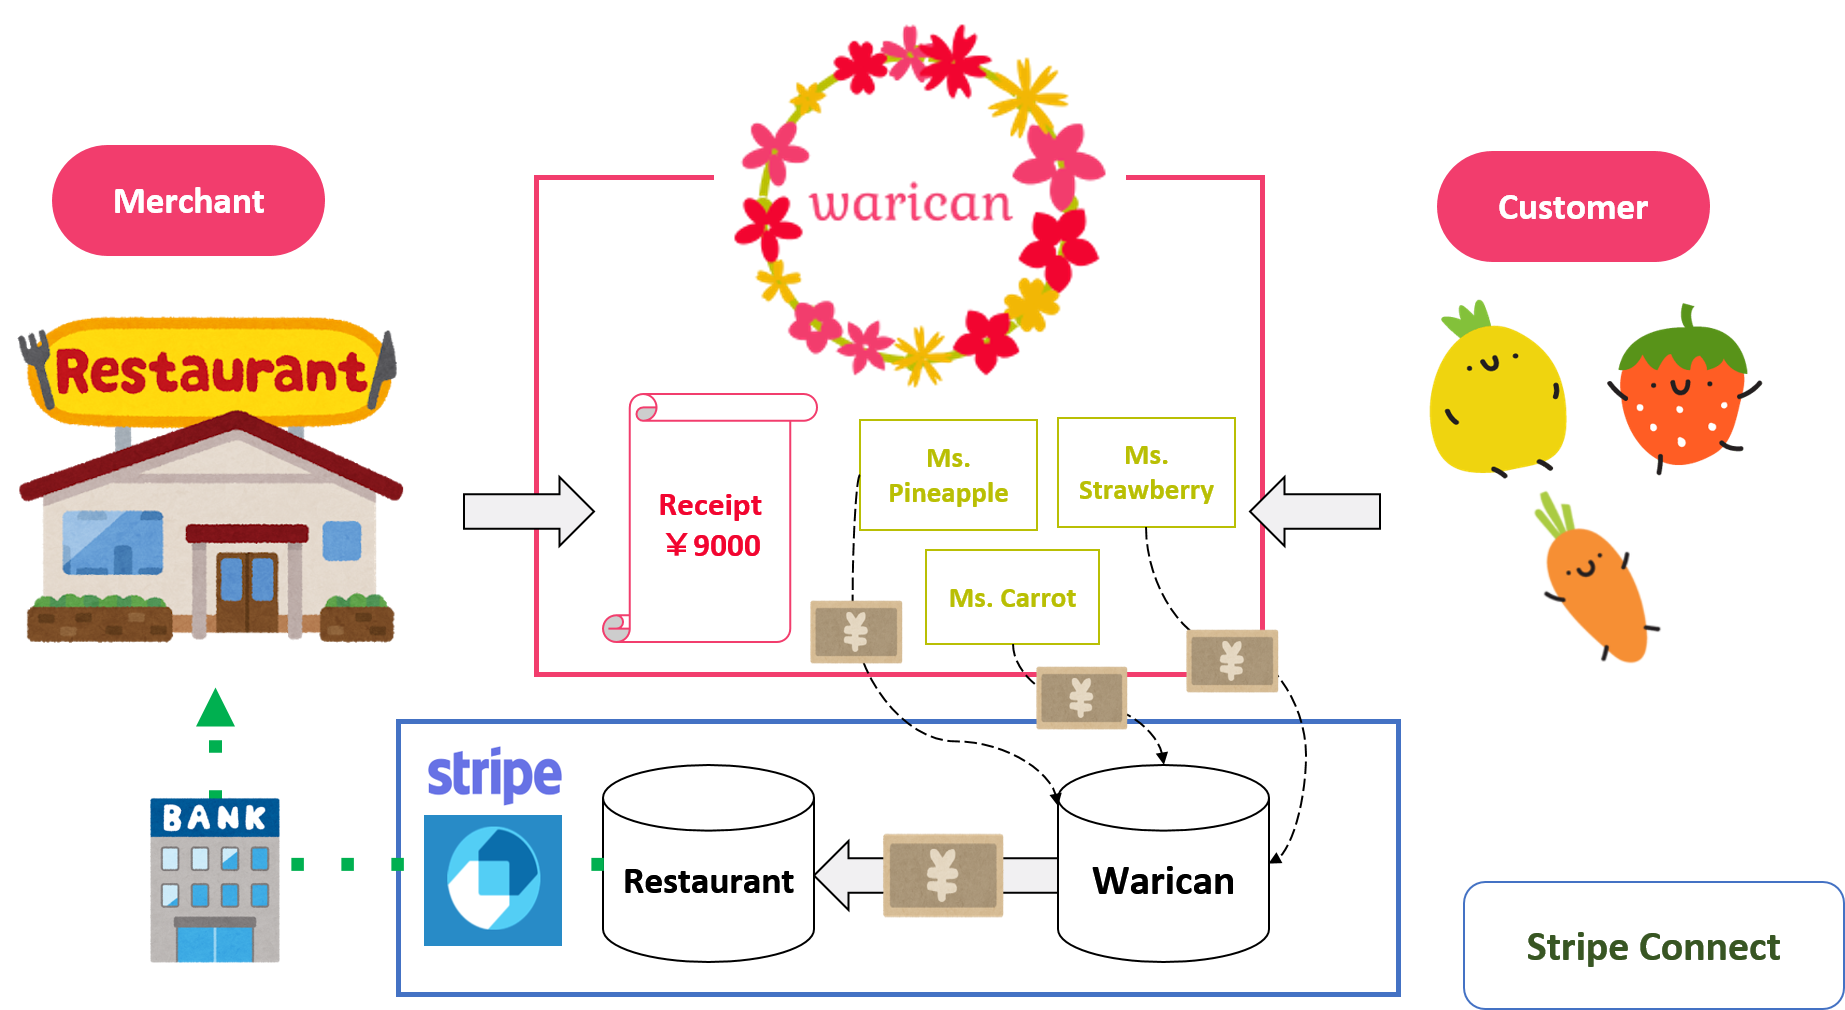 warican
Merchant
Customer
Restaurant
Receipt
￥9000
Ms.
Pineapple
Ms.
Strawberry
Ms. Carrot
stripe
BANK
Restaurant
Warican
Stripe Connect